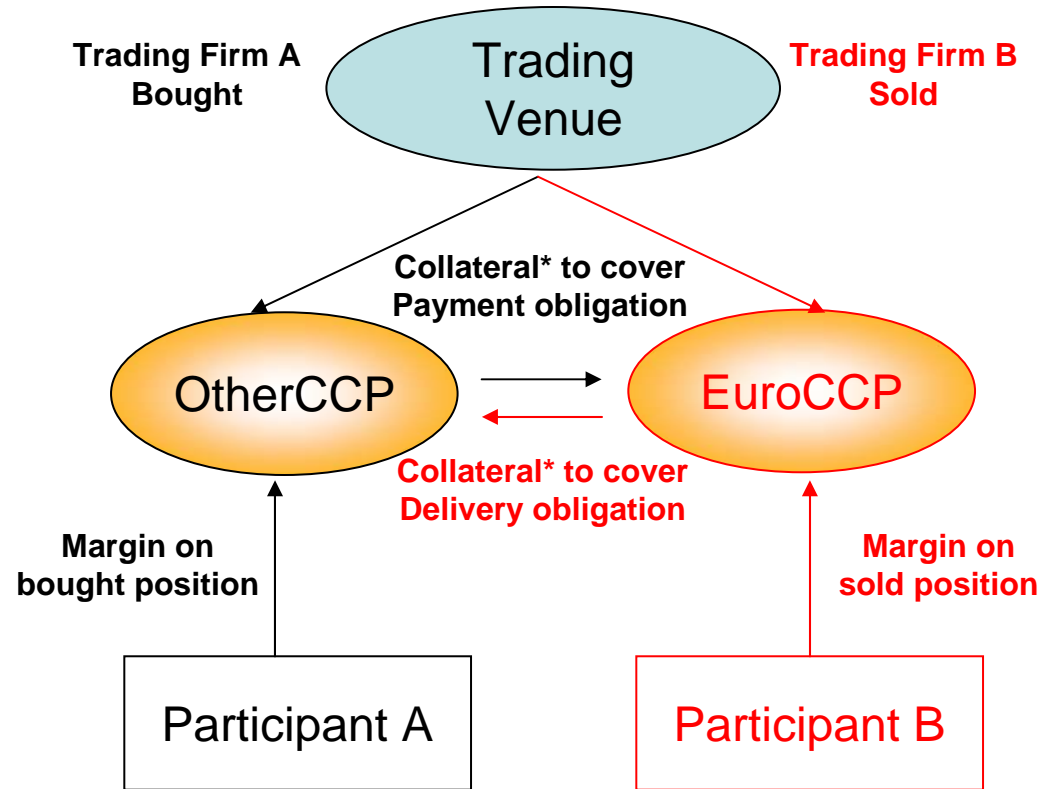 Trading Firm A
Bought
Trading
Venue
Trading Firm B
Sold
Collateral* to cover
Payment obligation
OtherCCP
EuroCCP
Collateral* to cover
Delivery obligation
Margin on
bought position
Margin on
sold position
Participant A
Participant B